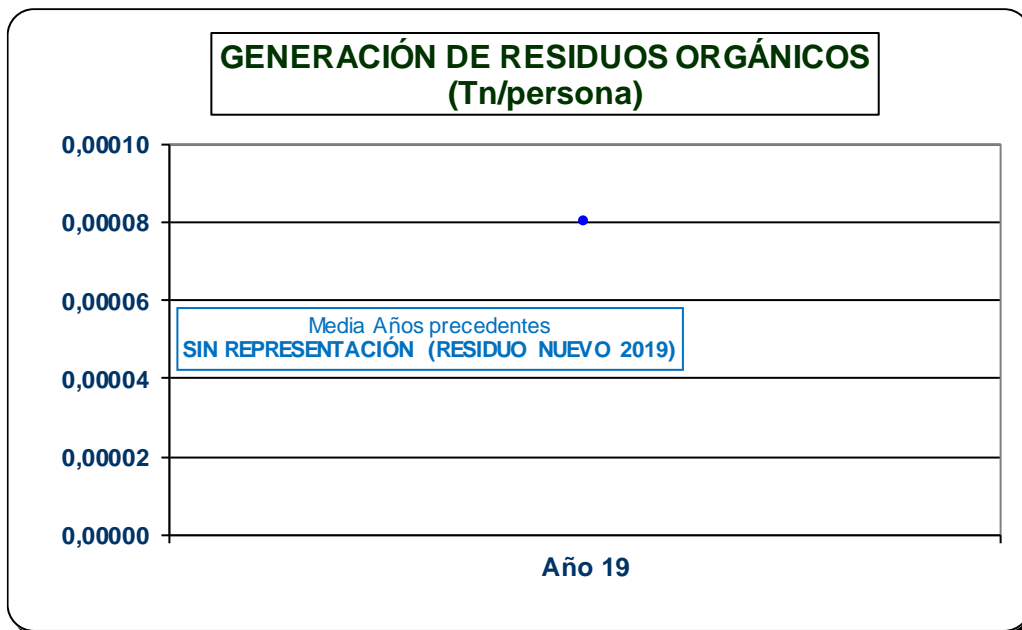 GENERACIÓN DE RESIDUOS ORGÁNICOS
(Tn/persona)
0,00010
0,00008
0,00006
Media Años precedentes
SIN REPRESENTACIÓN (RESIDUO NUEVO 2019)
0,00004
0,00002
0,00000
Año 19